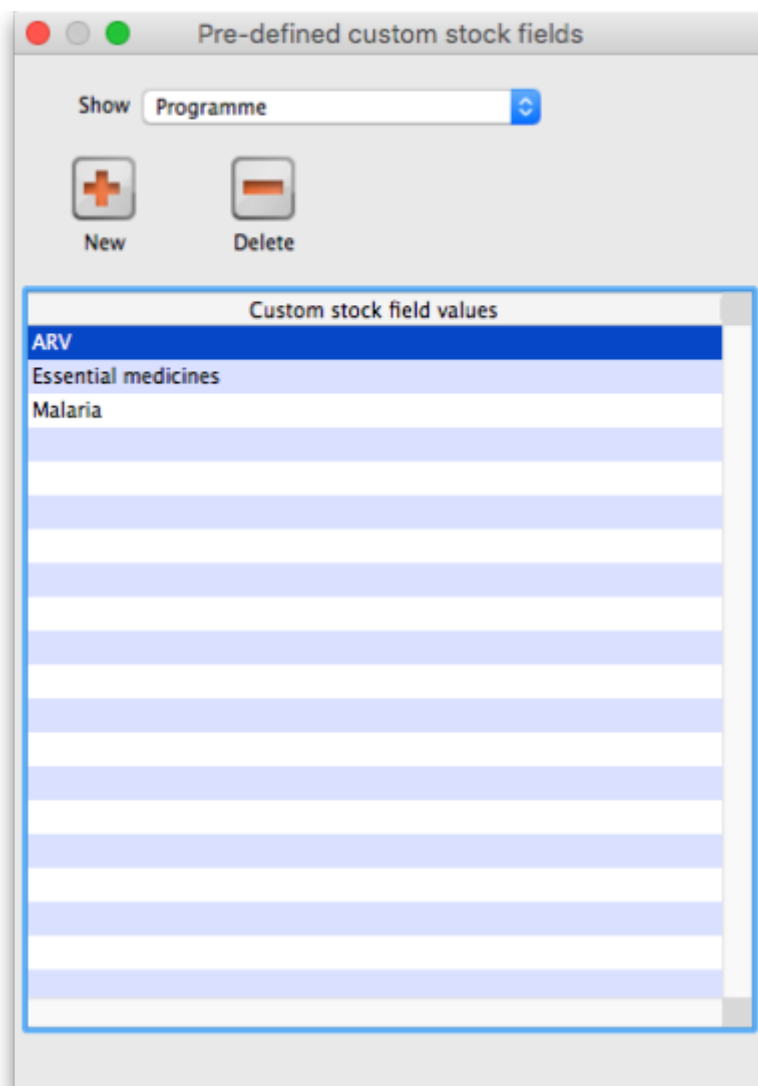 Pre-defined custom stock fields
Show Programme
New Delete
Custom stock field values
ARV
Essential medicines
Malaria